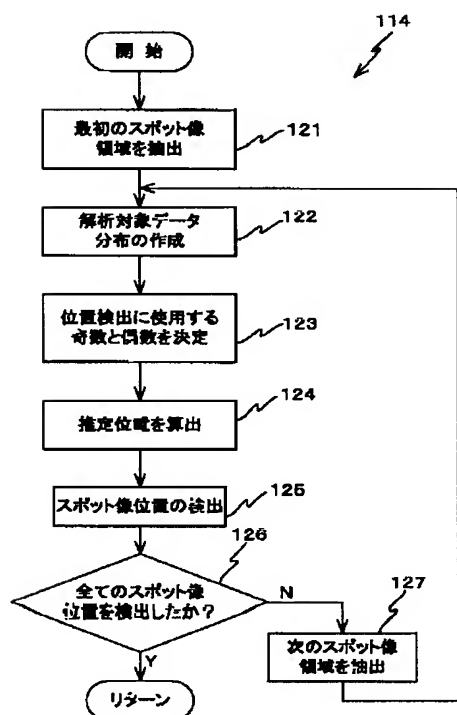 114
開 始
最初のスポット像
領域を抽出
121
解析対象データ
分布の作成
122
位置検出に使用する
奇数と偶数を決定
123
推定位置を算出
124
スポット像位置の検出
125
126
全てのスポット像
位置を検出したか?
N
Y
127
次のスポット像
領域を抽出
リターン